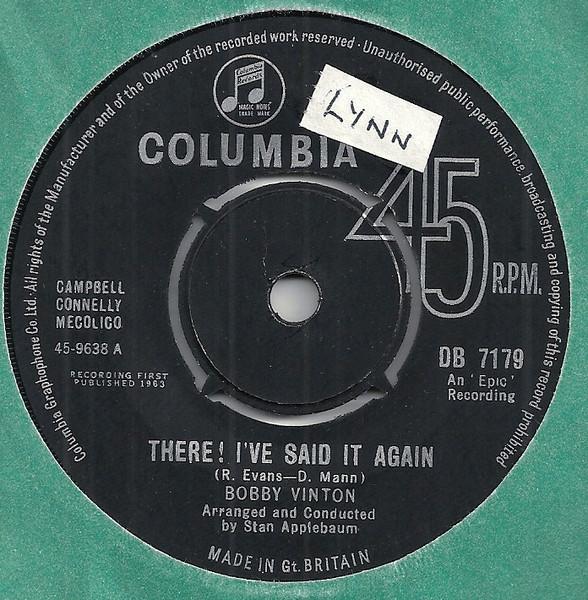 Columbia Graphophone Co. Ltd. All rights of the Manufacturer and of the Owner of the recorded work reserved · Unauthorised public performance, broadcasting and copying of this record prohibited
Columbia
Records
MAGIC NOTES
TRADE MARK
LYNN
COLUMBIA
45
R.P.M.
CAMPBELL
CONNELLY
MECOLICO
45-9638 A
RECORDING FIRST
PUBLISHED 1963
DB 7179
An 'Epic'
Recording
THERE! I'VE SAID IT AGAIN
(R. Evans—D. Mann)
BOBBY VINTON
Arranged and Conducted
by Stan Applebaum
MADE IN Gt. BRITAIN